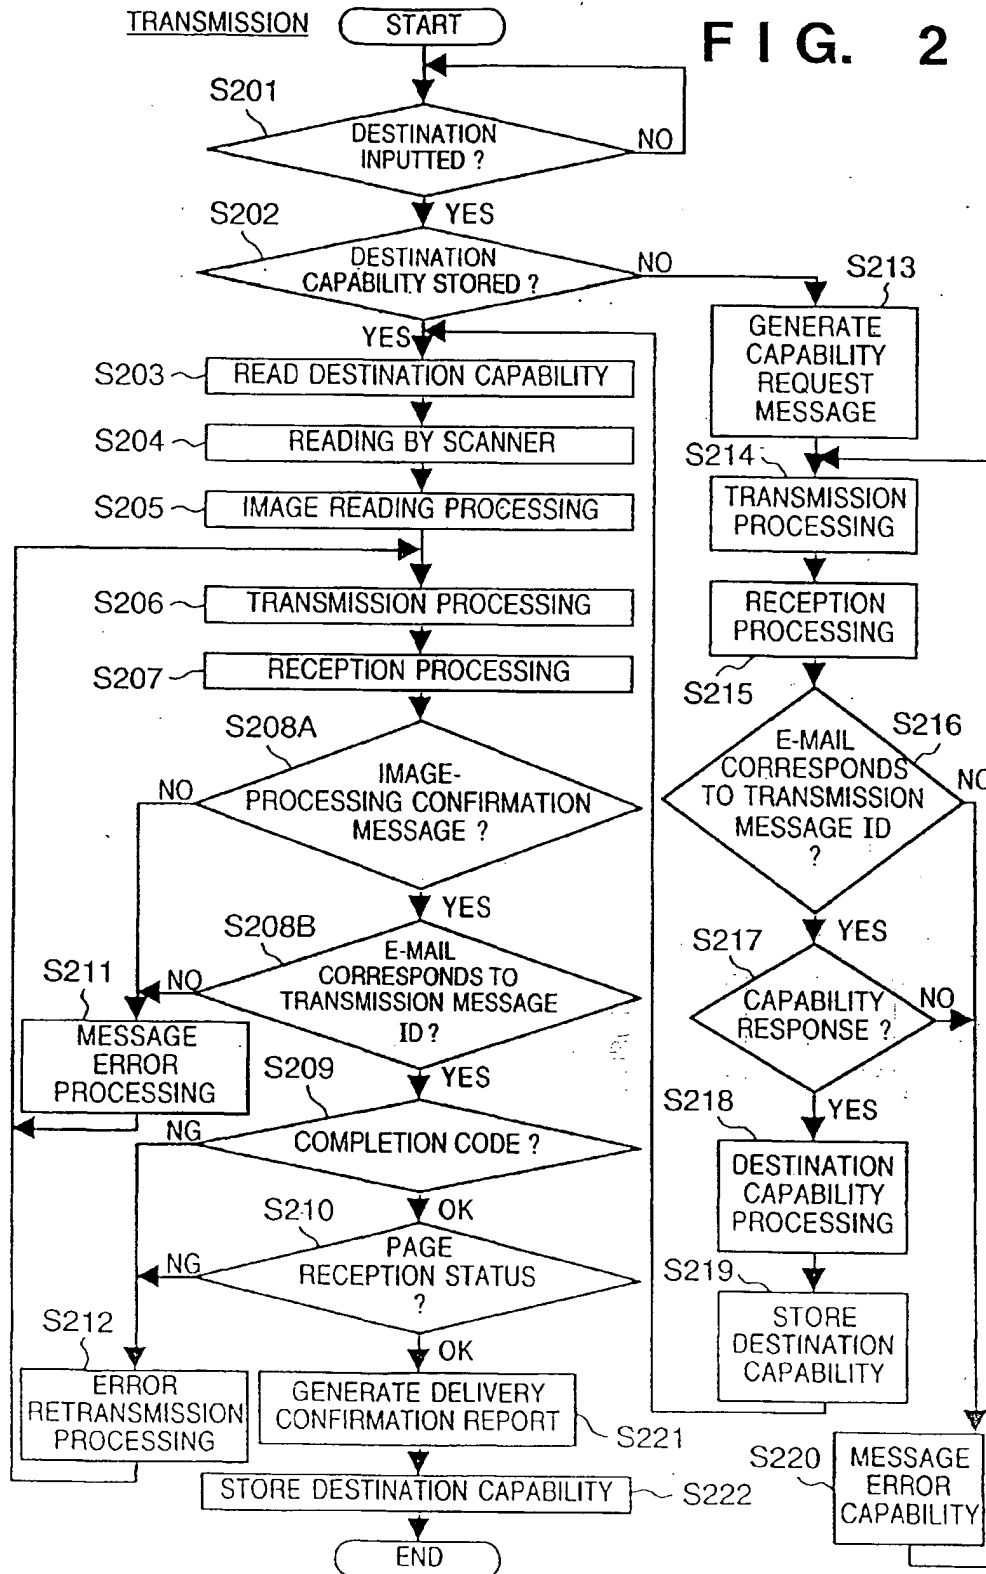 TRANSMISSION
START
FIG. 2
S201
DESTINATION
INPUTTED ?
NO
YES
S202
DESTINATION
CAPABILITY STORED ?
NO
YES
S203
READ DESTINATION CAPABILITY
S204
READING BY SCANNER
S205
IMAGE READING PROCESSING
S206
TRANSMISSION PROCESSING
S207
RECEPTION PROCESSING
S208A
IMAGE-
PROCESSING CONFIRMATION
MESSAGE ?
NO
YES
S208B
E-MAIL
CORRESPONDS TO
TRANSMISSION MESSAGE
ID ?
NO
YES
S211
MESSAGE
ERROR
PROCESSING
S209
COMPLETION CODE ?
NG
OK
S210
PAGE
RECEPTION STATUS
?
NG
OK
S212
ERROR
RETRANSMISSION
PROCESSING
GENERATE DELIVERY
CONFIRMATION REPORT
S221
STORE DESTINATION CAPABILITY
S222
END
S213
GENERATE
CAPABILITY
REQUEST
MESSAGE
S214
TRANSMISSION
PROCESSING
RECEPTION
PROCESSING
S215
S216
E-MAIL
CORRESPONDS
TO TRANSMISSION
MESSAGE ID
?
NO
YES
S217
CAPABILITY
RESPONSE ?
NO
YES
S218
DESTINATION
CAPABILITY
PROCESSING
S219
STORE
DESTINATION
CAPABILITY
S220
MESSAGE
ERROR
CAPABILITY